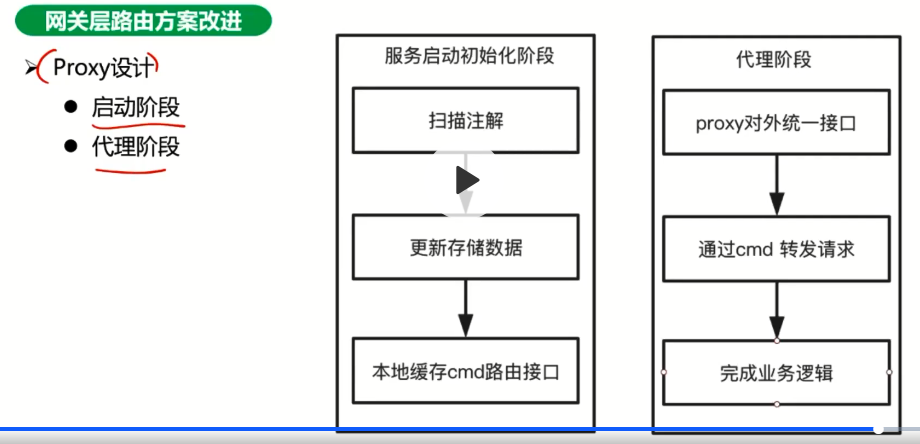 网关层路由方案改进
Proxy设计
启动阶段
代理阶段
服务启动初始化阶段
扫描注解
更新存储数据
本地缓存cmd路由接口
代理阶段
proxy对外统一接口
通过cmd 转发请求
完成业务逻辑